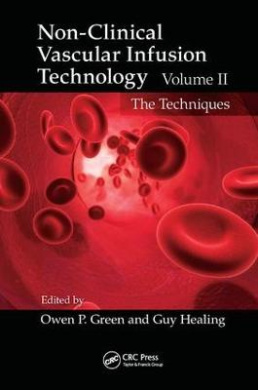 Non-Clinical
Vascular Infusion
Technology Volume II
The Techniques
Edited by
Owen P. Green and Guy Healing
CRC
CRC Press
Taylor & Francis Group